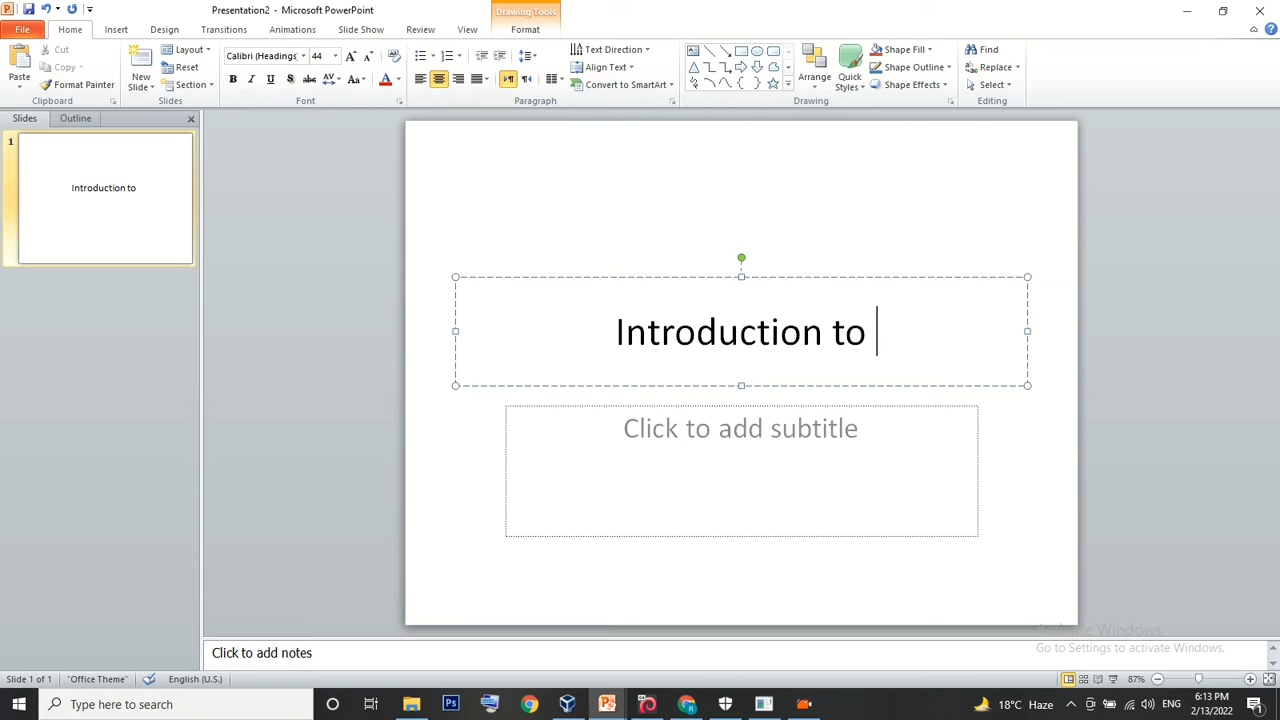 Presentation2 - Microsoft PowerPoint
Drawing Tools
File
Home
Insert
Design
Transitions
Animations
Slide Show
Review
View
Format
Paste
Cut
Copy
Format Painter
Clipboard
New
Slide
Layout
Reset
Section
Slides
Calibri (Headings)
44
Font
Text Direction
Align Text
Convert to SmartArt
Paragraph
Arrange
Quick
Styles
Shape Fill
Shape Outline
Shape Effects
Drawing
Find
Replace
Select
Editing
Slides
Outline
1
Introduction to
Introduction to
Click to add subtitle
Activate Windows
Go to Settings to activate Windows.
Click to add notes
Slide 1 of 1
"Office Theme"
English (U.S.)
87%
Type here to search
18°C Haze
ENG
6:13 PM
2/13/2022